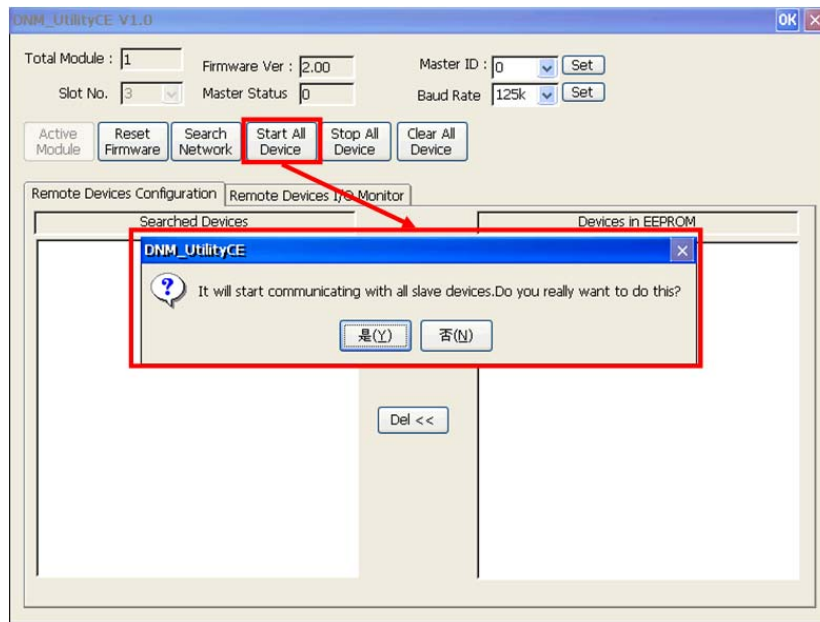 DNM_UtilityCE V1.0
OK
Total Module : 1
Firmware Ver : 2.00
Master ID : 0
Set
Slot No. 3
Master Status 0
Baud Rate 125k
Set
Active Module
Reset Firmware
Search Network
Start All Device
Stop All Device
Clear All Device
Remote Devices Configuration
Remote Devices I/O Monitor
Searched Devices
Devices in EEPROM
DNM_UtilityCE
It will start communicating with all slave devices.Do you really want to do this?
是(Y)
否(N)
Del <<